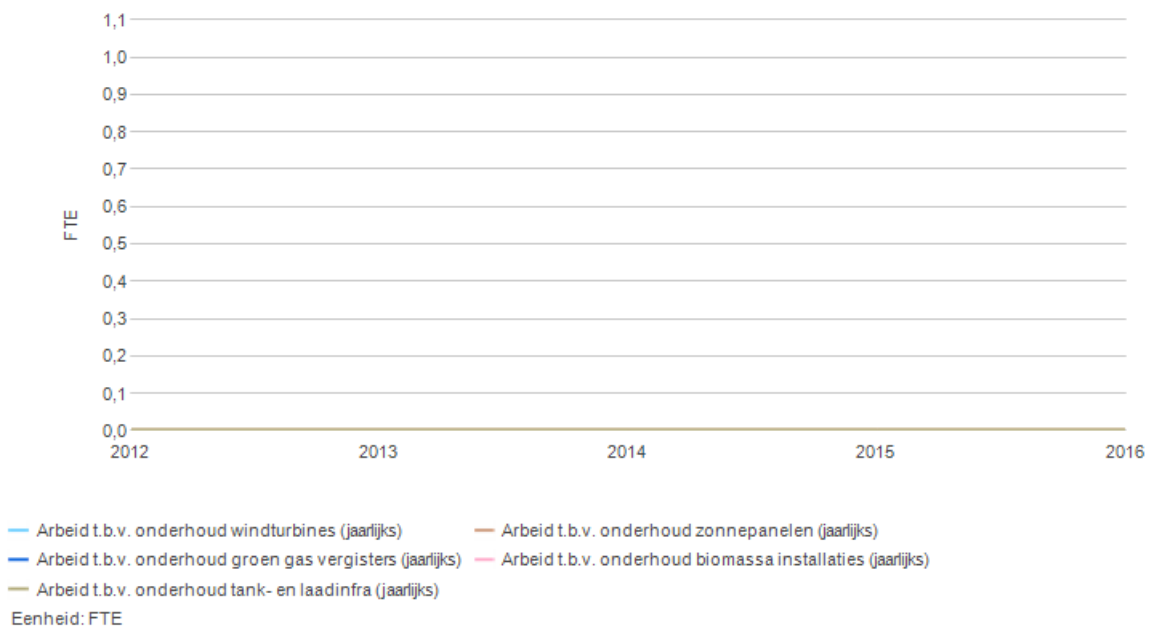 1,1
1,0
0,9
0,8
0,7
0,6
0,5
0,4
0,3
0,2
0,1
0,0
FTE
2012 2013 2014 2015 2016
Arbeid t.b.v. onderhoud windturbines (jaarlijks) Arbeid t.b.v. onderhoud zonnepanelen (jaarlijks)
Arbeid t.b.v. onderhoud groen gas vergisters (jaarlijks) Arbeid t.b.v. onderhoud biomassa installaties (jaarlijks)
Arbeid t.b.v. onderhoud tank- en laadinfra (jaarlijks)
Eenheid: FTE